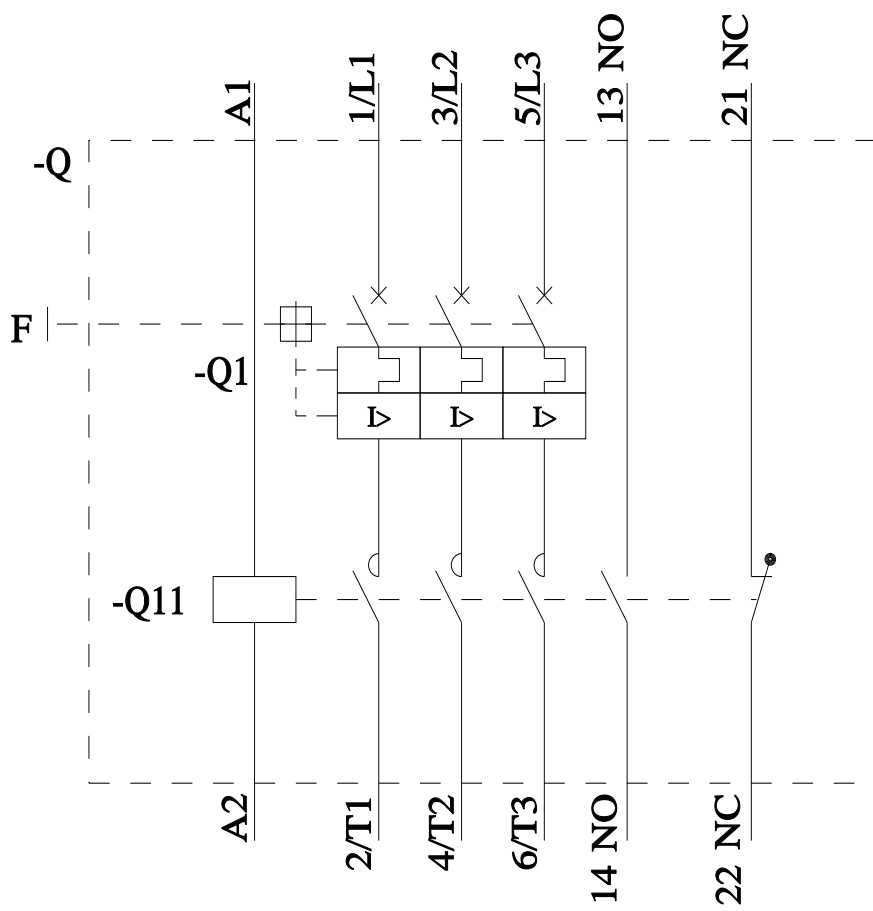 A1
1/L1
3/L2
5/L3
13 NO
21 NC
-Q
F
-Q1
I>
I>
I>
-Q11
A2
2/T1
4/T2
6/T3
14 NO
22 NC